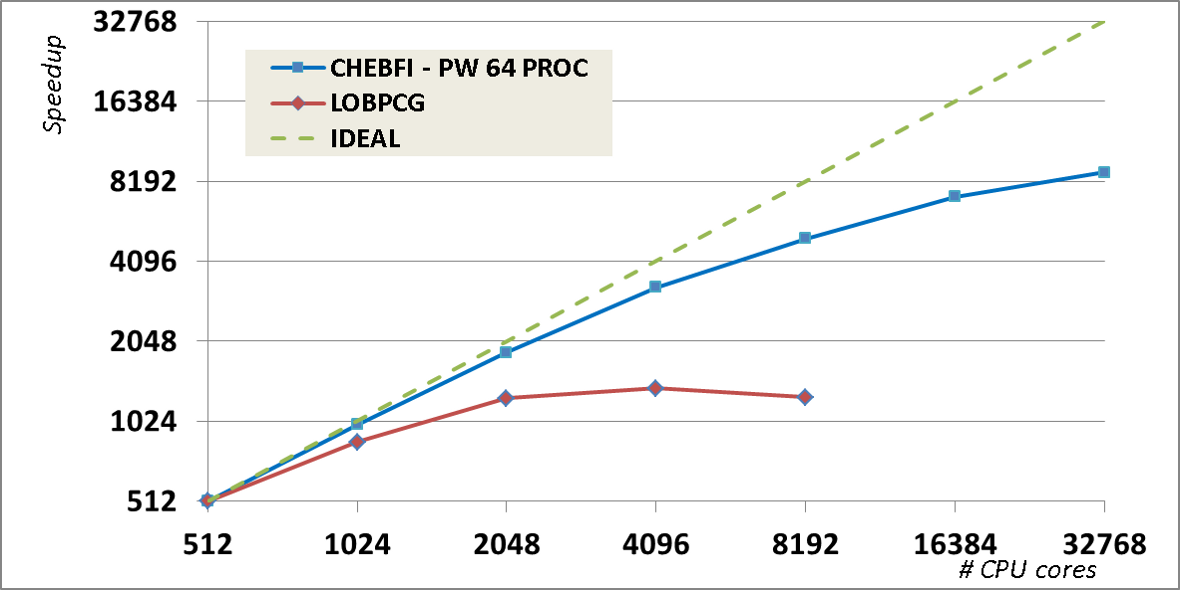 Speedup
32768
16384
8192
4096
2048
1024
512
CHEBFI - PW 64 PROC
LOBPCG
IDEAL
512 1024 2048 4096 8192 16384 32768
# CPU cores